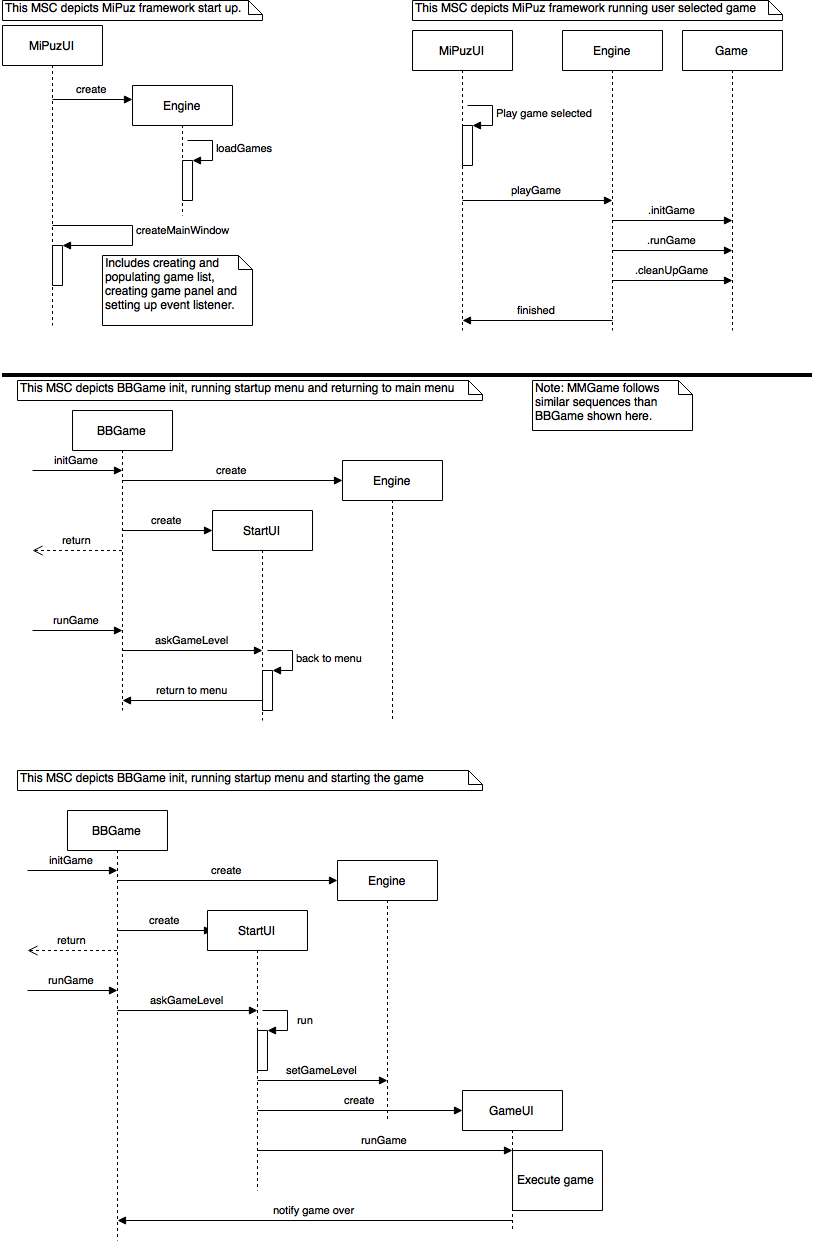 This MSC depicts MiPuz framework start up.
MiPuzUI
create
Engine
loadGames
createMainWindow
Includes creating and
populating game list,
creating game panel and
setting up event listener.
This MSC depicts MiPuz framework running user selected game
MiPuzUI
Engine
Game
Play game selected
playGame
.initGame
.runGame
.cleanUpGame
finished
This MSC depicts BBGame init, running startup menu and returning to main menu
Note: MMGame follows
similar sequences than
BBGame shown here.
BBGame
initGame
create
Engine
create
StartUI
return
runGame
askGameLevel
back to menu
return to menu
This MSC depicts BBGame init, running startup menu and starting the game
BBGame
initGame
create
Engine
create
StartUI
return
runGame
askGameLevel
run
setGameLevel
create
GameUI
runGame
Execute game
notify game over